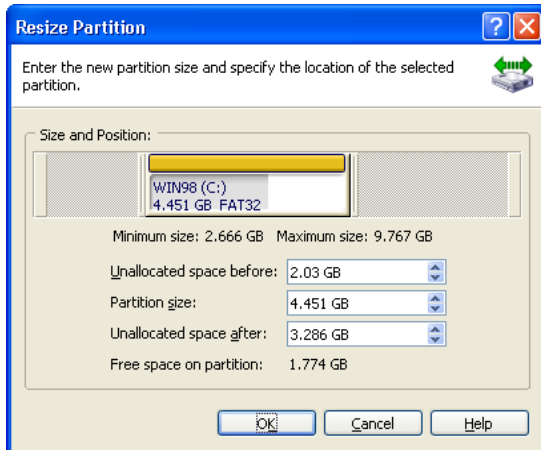 Resize Partition
Enter the new partition size and specify the location of the selected
partition.
Size and Position:
WIN98 (C:)
4.451 GB FAT32
Minimum size: 2.666 GB Maximum size: 9.767 GB
Unallocated space before: 2.03 GB
Partition size: 4.451 GB
Unallocated space after: 3.286 GB
Free space on partition: 1.774 GB
OK Cancel Help